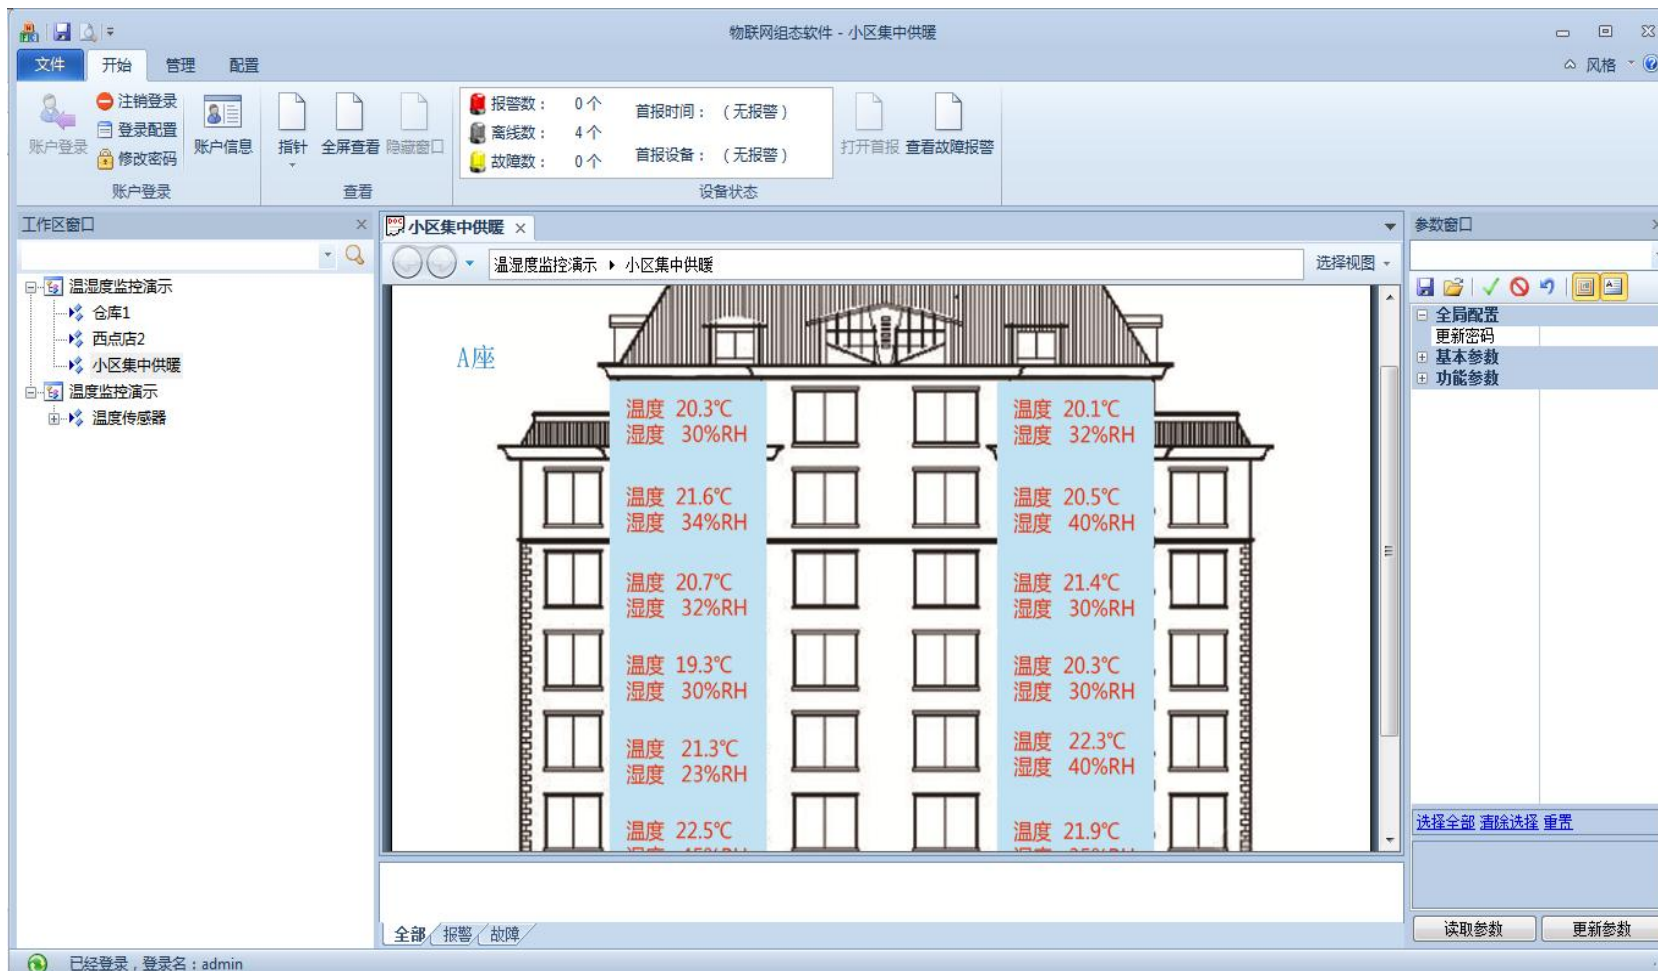 物联网组态软件 - 小区集中供暖
文件 开始 管理 配置 风格
账户登录 注销登录 登录配置 修改密码 账户信息
账户登录
指针 全屏查看 隐藏窗口
查看
报警数： 0个
离线数： 4个
故障数： 0个
首报时间： （无报警）
首报设备： （无报警）
打开首报 查看故障报警
设备状态
工作区窗口
温湿度监控演示
仓库1
西点店2
小区集中供暖
温度监控演示
温度传感器
小区集中供暖
温湿度监控演示 小区集中供暖 选择视图
A座
温度 20.3℃
湿度 30%RH
温度 21.6℃
湿度 34%RH
温度 20.7℃
湿度 32%RH
温度 19.3℃
湿度 30%RH
温度 21.3℃
湿度 23%RH
温度 22.5℃
温度 20.1℃
湿度 32%RH
温度 20.5℃
湿度 40%RH
温度 21.4℃
湿度 30%RH
温度 20.3℃
湿度 30%RH
温度 22.3℃
湿度 40%RH
温度 21.9℃
全部 报警 故障
参数窗口
全局配置
更新密码
基本参数
功能参数
选择全部 清除选择 重置
读取参数 更新参数
已经登录，登录名：admin